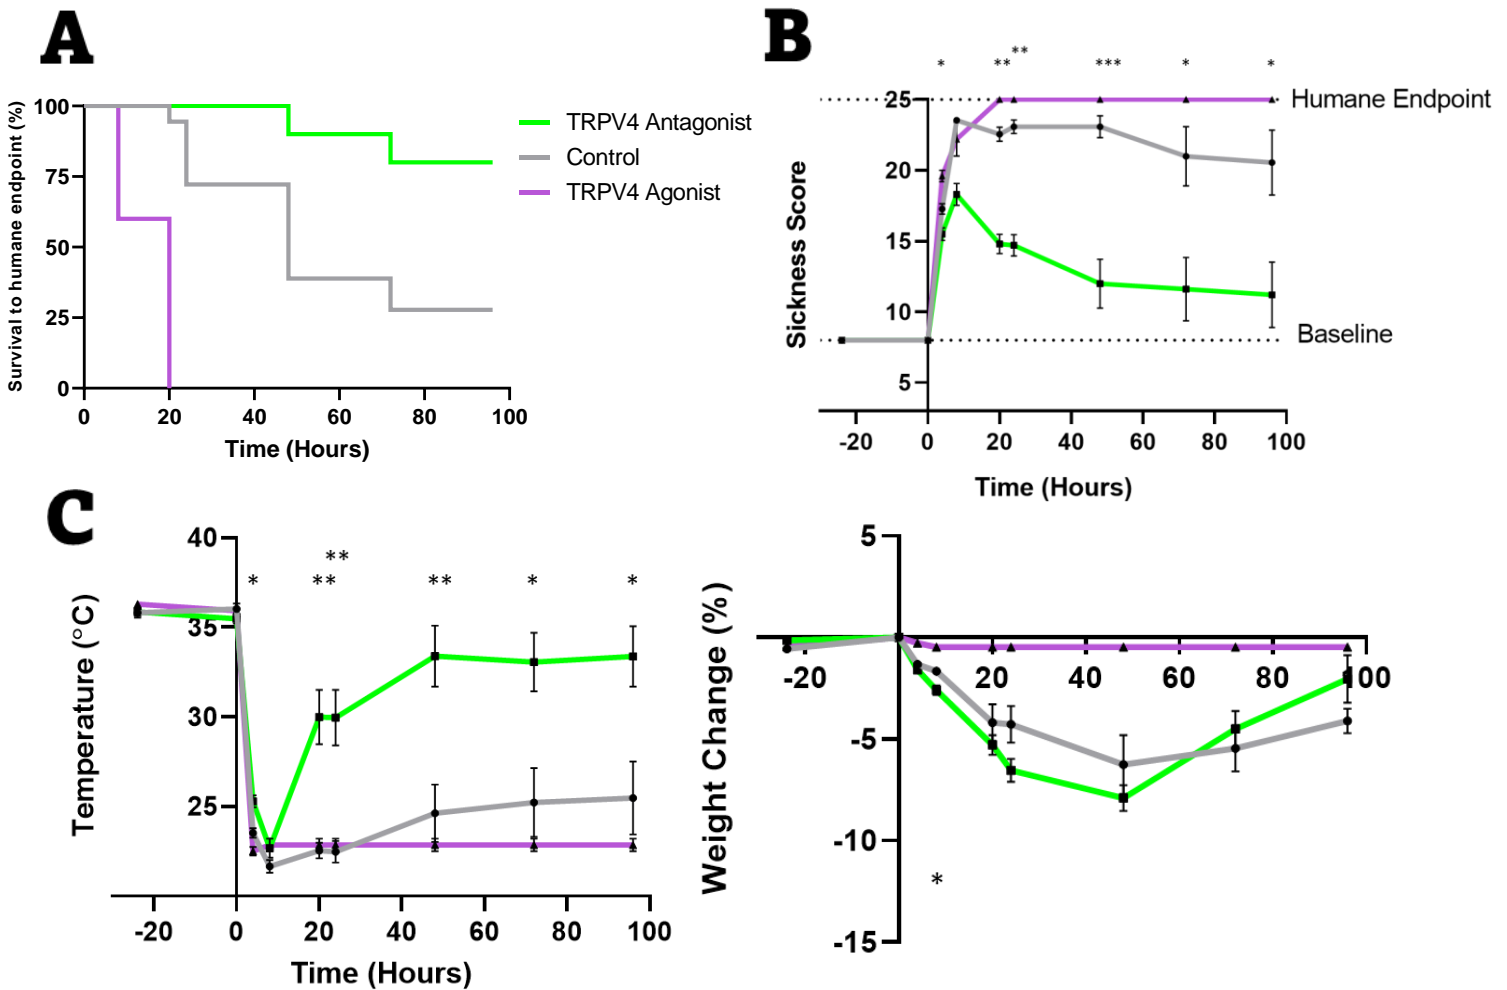 A
Survival to humane endpoint (%)
100
75
50
25
0
0 20 40 60 80 100
Time (Hours)
TRPV4 Antagonist
Control
TRPV4 Agonist
B
* ** ** *** * *
Sickness Score
25
20
15
10
5
Humane Endpoint
Baseline
-20 0 20 40 60 80 100
Time (Hours)
C
Temperature (°C)
40
35
30
25
* ** ** ** * *
-20 0 20 40 60 80 100
Time (Hours)
Weight Change (%)
5
-5
-10
-15
-20 20 40 60 80 100
*